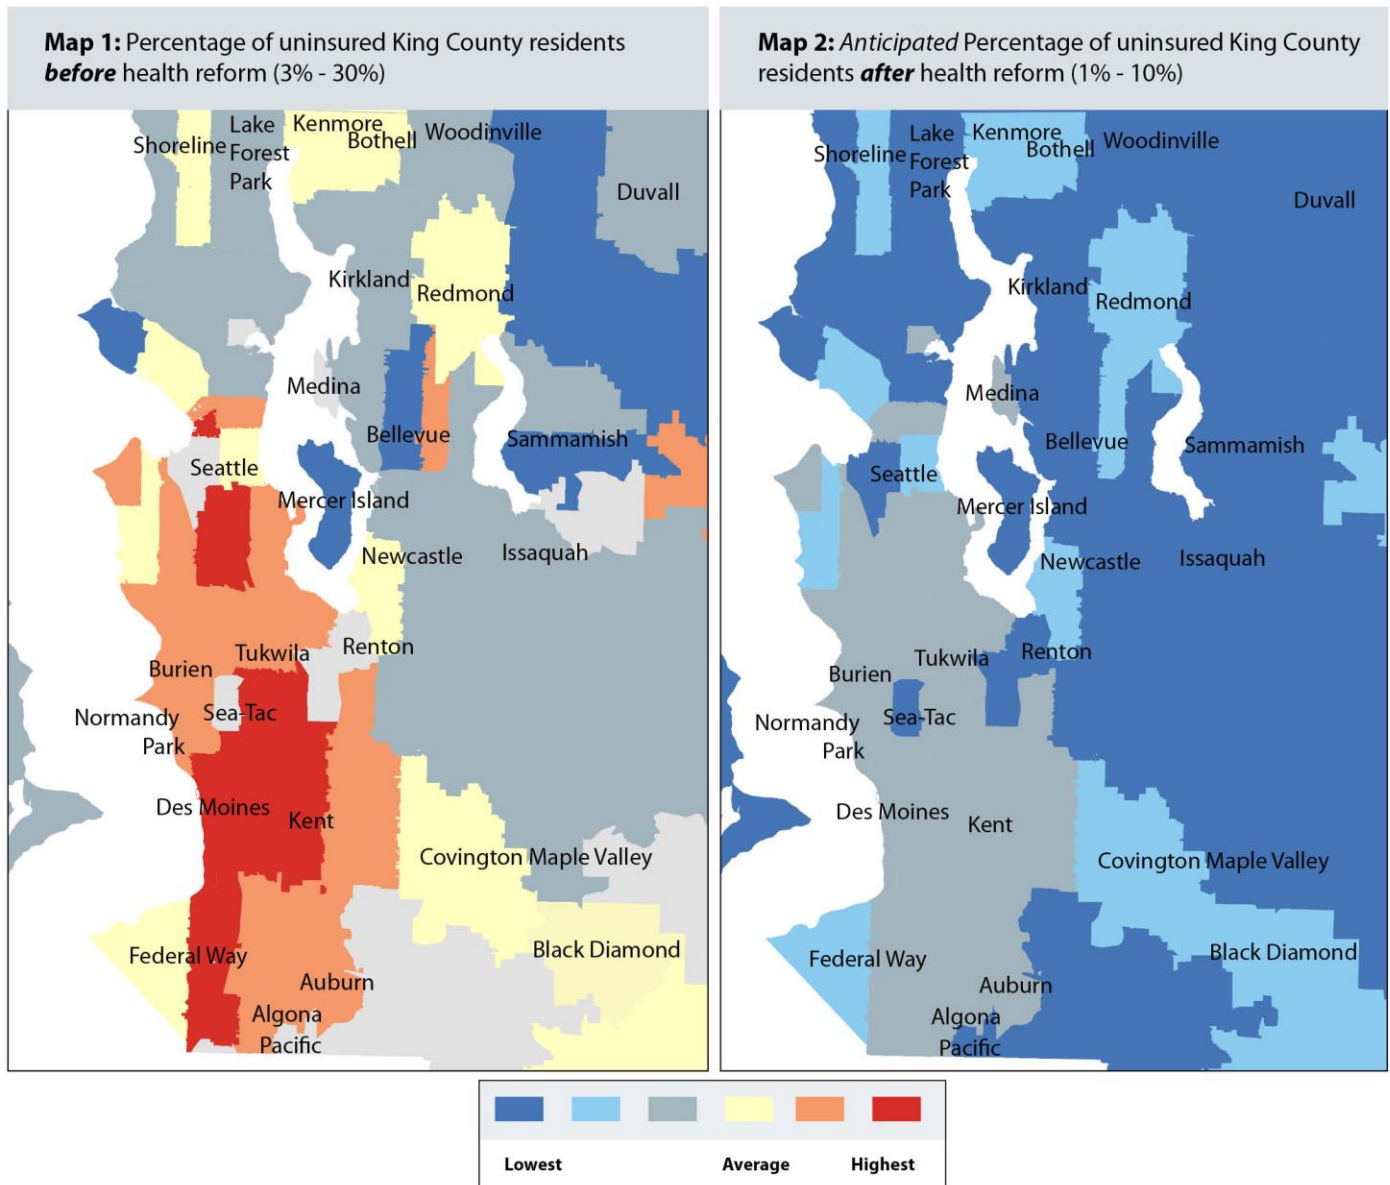 Map 1: Percentage of uninsured King County residents
before health reform (3% - 30%)
Lake
Forest
Park
Kenmore
Bothell
Woodinville
Shoreline
Duvall
Kirkland
Redmond
Medina
Bellevue
Sammamish
Seattle
Mercer Island
Newcastle
Issaquah
Renton
Tukwila
Burien
Normandy
Park
Sea-Tac
Des Moines
Kent
Covington
Maple Valley
Federal Way
Black Diamond
Auburn
Algona
Pacific
Map 2: Anticipated Percentage of uninsured King County
residents after health reform (1% - 10%)
Lake
Forest
Park
Kenmore
Bothell
Woodinville
Shoreline
Duvall
Kirkland
Redmond
Medina
Bellevue
Sammamish
Seattle
Mercer Island
Newcastle
Issaquah
Renton
Tukwila
Burien
Normandy
Park
Sea-Tac
Des Moines
Kent
Covington
Maple Valley
Federal Way
Black Diamond
Auburn
Algona
Pacific
Lowest
Average
Highest